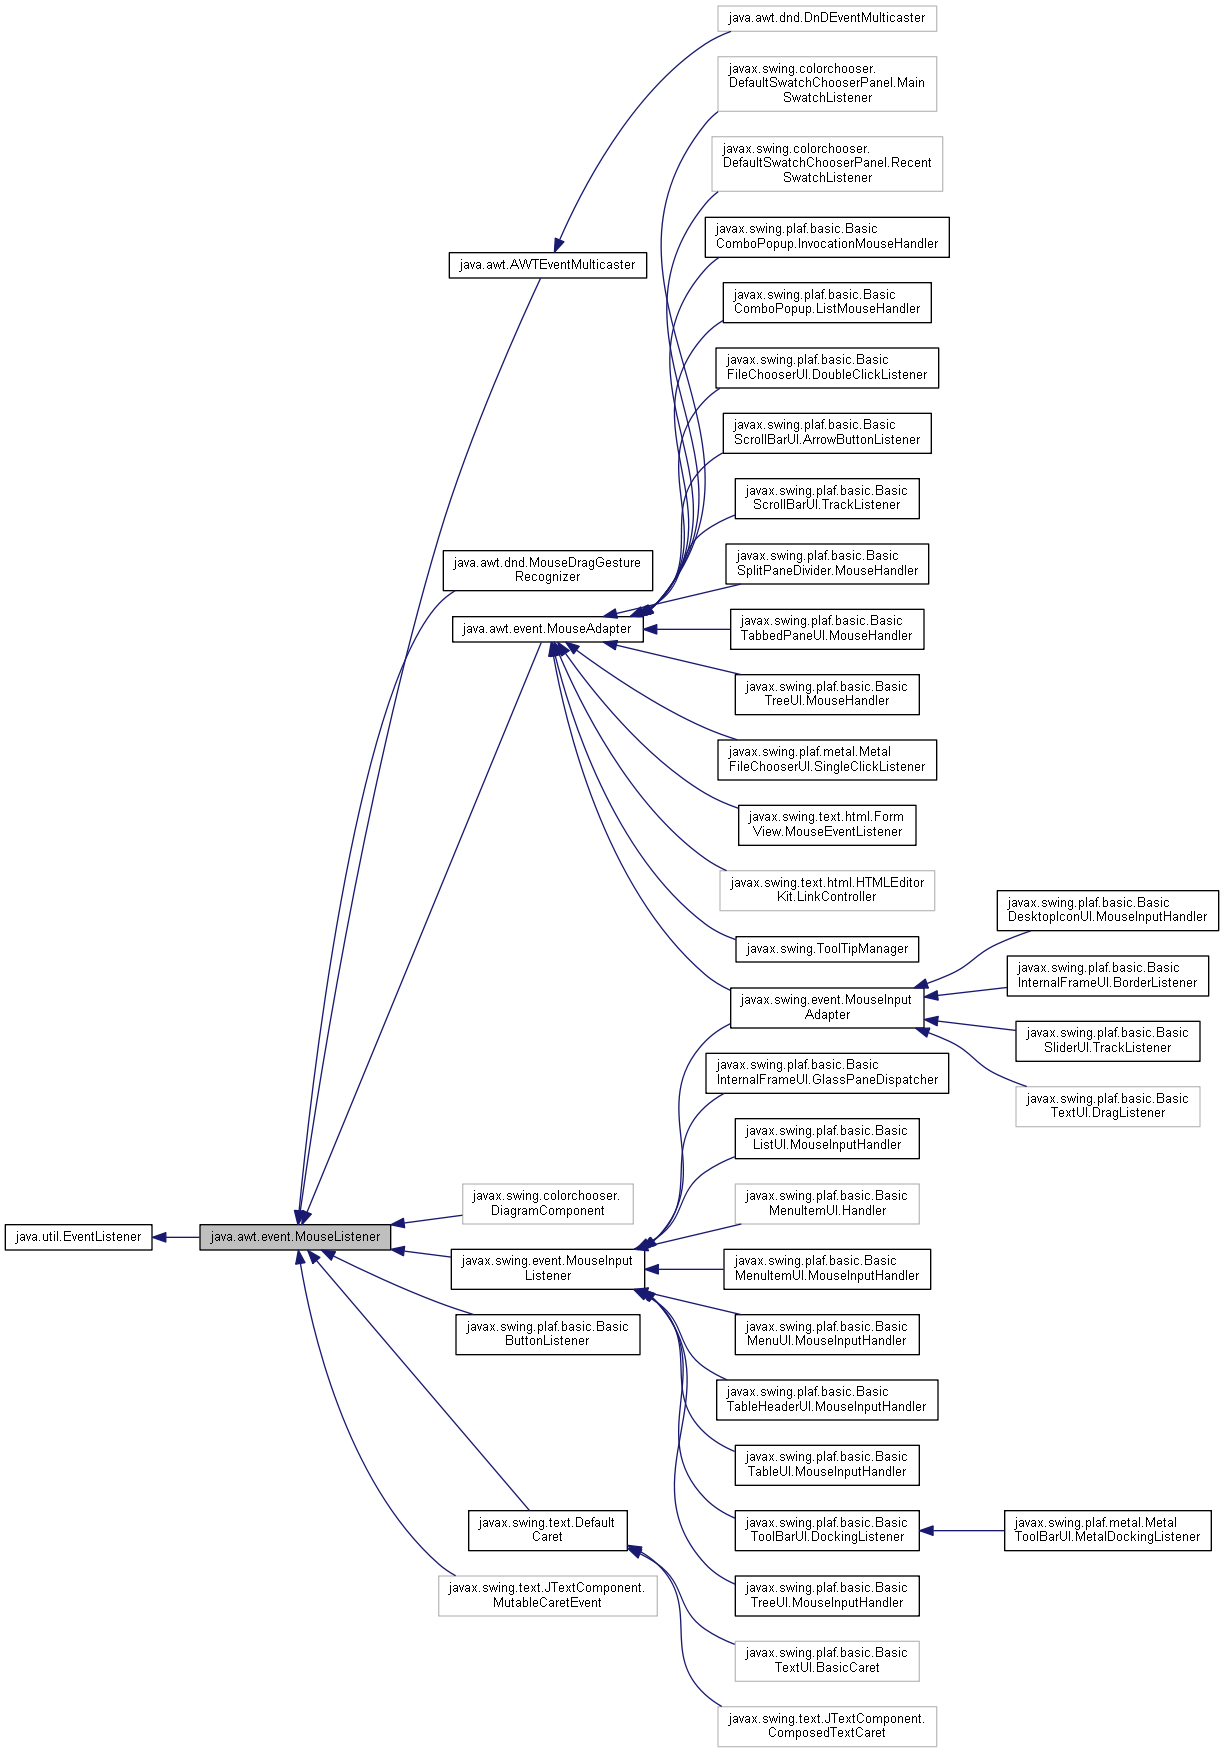 java.awt.dnd.DnDEventMulticaster
javax.swing.colorchooser.
DefaultSwatchChooserPanel.Main
SwatchListener
javax.swing.colorchooser.
DefaultSwatchChooserPanel.Recent
SwatchListener
javax.swing.plaf.basic.Basic
ComboPopup.InvocationMouseHandler
java.awt.AWTEventMulticaster
javax.swing.plaf.basic.Basic
ComboPopup.ListMouseHandler
javax.swing.plaf.basic.Basic
FileChooserUI.DoubleClickListener
javax.swing.plaf.basic.Basic
ScrollBarUI.ArrowButtonListener
javax.swing.plaf.basic.Basic
ScrollBarUI.TrackListener
java.awt.dnd.MouseDragGesture
Recognizer
javax.swing.plaf.basic.Basic
SplitPaneDivider.MouseHandler
java.awt.event.MouseAdapter
javax.swing.plaf.basic.Basic
TabbedPaneUI.MouseHandler
javax.swing.plaf.basic.Basic
TreeUI.MouseHandler
javax.swing.plaf.metal.Metal
FileChooserUI.SingleClickListener
javax.swing.text.html.Form
View.MouseEventListener
javax.swing.text.html.HTMLEditor
Kit.LinkController
javax.swing.plaf.basic.Basic
DesktopIconUI.MouseInputHandler
javax.swing.ToolTipManager
javax.swing.plaf.basic.Basic
InternalFrameUI.BorderListener
javax.swing.event.MouseInput
Adapter
javax.swing.plaf.basic.Basic
SliderUI.TrackListener
javax.swing.plaf.basic.Basic
InternalFrameUI.GlassPaneDispatcher
javax.swing.plaf.basic.Basic
TextUI.DragListener
javax.swing.plaf.basic.Basic
ListUI.MouseInputHandler
javax.swing.colorchooser.
DiagramComponent
javax.swing.plaf.basic.Basic
MenuItemUI.Handler
java.util.EventListener
java.awt.event.MouseListener
javax.swing.event.MouseInput
Listener
javax.swing.plaf.basic.Basic
MenuItemUI.MouseInputHandler
javax.swing.plaf.basic.Basic
ButtonListener
javax.swing.plaf.basic.Basic
MenuUI.MouseInputHandler
javax.swing.plaf.basic.Basic
TableHeaderUI.MouseInputHandler
javax.swing.plaf.basic.Basic
TableUI.MouseInputHandler
javax.swing.text.Default
Caret
javax.swing.plaf.basic.Basic
ToolBarUI.DockingListener
javax.swing.plaf.metal.Metal
ToolBarUI.MetalDockingListener
javax.swing.text.JTextComponent.
MutableCaretEvent
javax.swing.plaf.basic.Basic
TreeUI.MouseInputHandler
javax.swing.plaf.basic.Basic
TextUI.BasicCaret
javax.swing.text.JTextComponent.
ComposedTextCaret